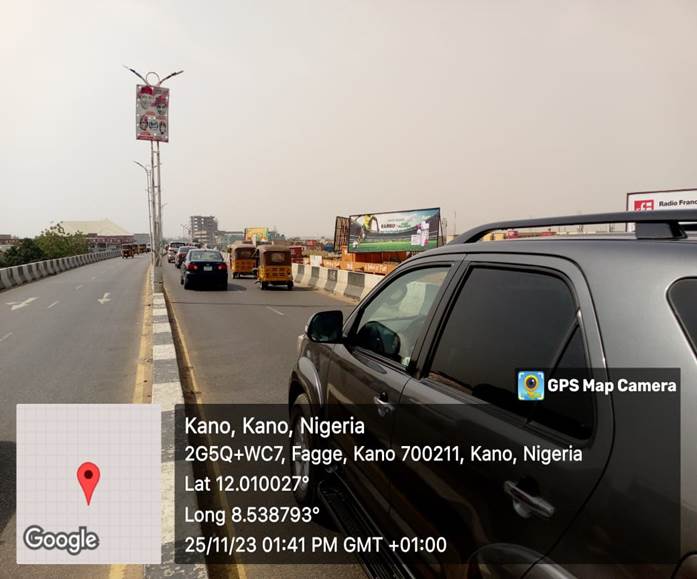 Radio Franc
GPS Map Camera
Kano, Kano, Nigeria
2G5Q+WC7, Fagge, Kano 700211, Kano, Nigeria
Lat 12.010027°
Long 8.538793°
25/11/23 01:41 PM GMT +01:00
Google